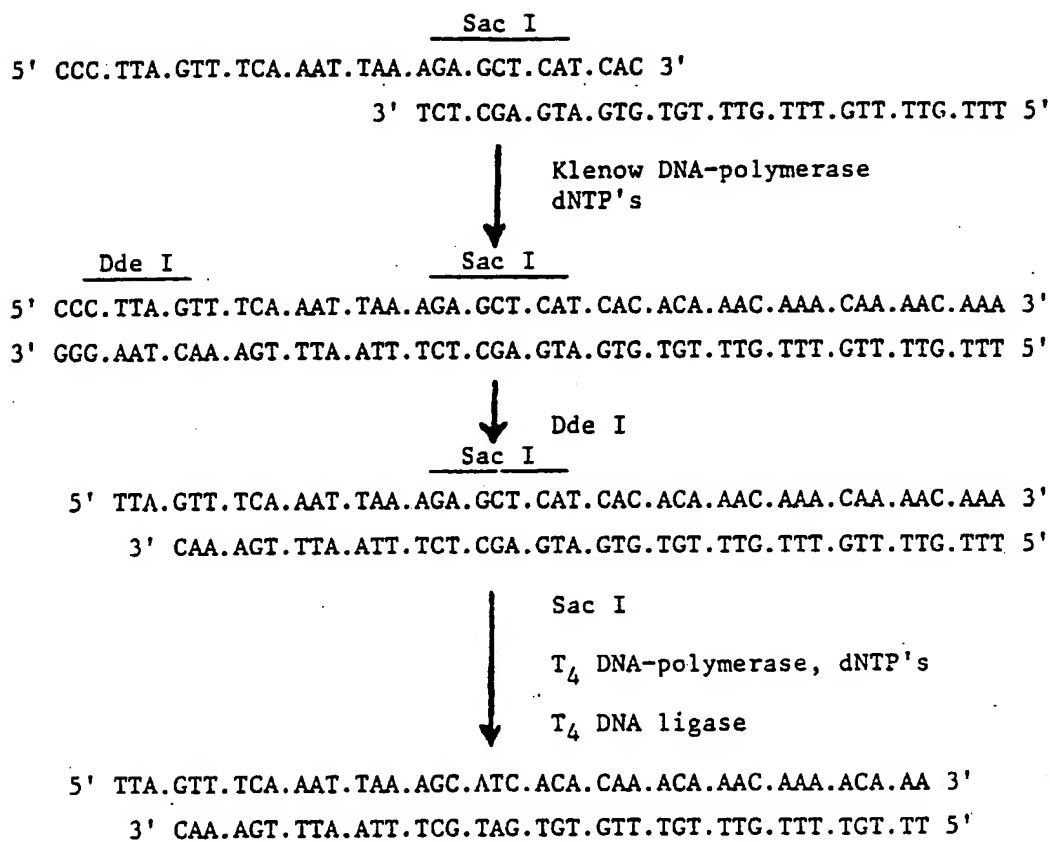 Sac I
5' CCC.TTA.GTT.TCA.AAT.TAA.AGA.GCT.CAT.CAC 3'
3' TCT.CGA.GTA.GTG.TGT.TTG.TTT.GTT.TTG.TTT 5'
Klenow DNA-polymerase
dNTP's
Dde I Sac I
5' CCC.TTA.GTT.TCA.AAT.TAA.AGA.GCT.CAT.CAC.ACA.AAC.AAA.CAA.AAC.AAA 3'
3' GGG.AAT.CAA.AGT.TTA.ATT.TCT.CGA.GTA.GTG.TGT.TTG.TTT.GTT.TTG.TTT 5'
Dde I
Sac I
5' TTA.GTT.TCA.AAT.TAA.AGA.GCT.CAT.CAC.ACA.AAC.AAA.CAA.AAC.AAA 3'
3' CAA.AGT.TTA.ATT.TCT.CGA.GTA.GTG.TGT.TTG.TTT.GTT.TTG.TTT 5'
Sac I
T4 DNA-polymerase, dNTP's
T4 DNA ligase
5' TTA.GTT.TCA.AAT.TAA.AGC.ATC.ACA.CAA.ACA.AAC.AAA.ACA.AA 3'
3' CAA.AGT.TTA.ATT.TCG.TAG.TGT.GTT.TGT.TTG.TTT.TGT.TT 5'